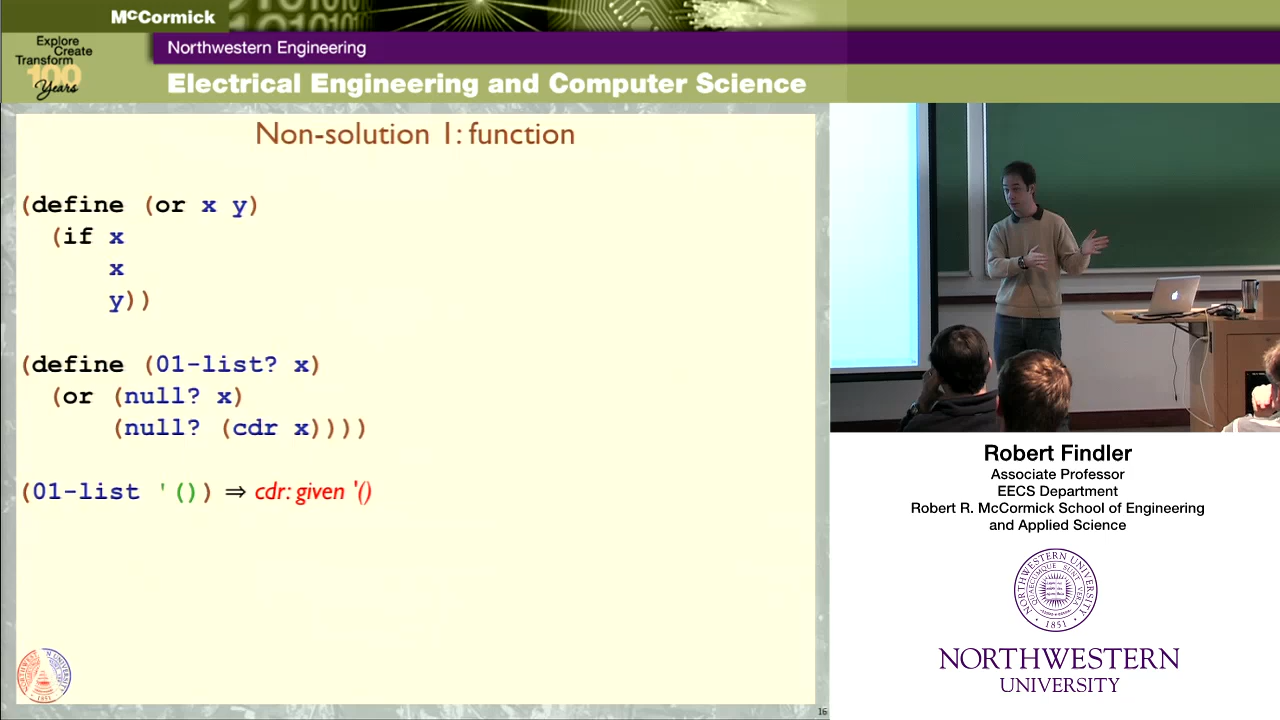 McCormick
Explore
Create
Transform
100
Years
Northwestern Engineering
Electrical Engineering and Computer Science
Non-solution 1: function
(define (or x y)
(if x
x
y))
(define (01-list? x)
(or (null? x)
(null? (cdr x))))
(01-list '()) ⇒ cdr: given '()
16
Robert Findler
Associate Professor
EECS Department
Robert R. McCormick School of Engineering
and Applied Science
NORTHWESTERN UNIVERSITY
1851
NORTHWESTERN
UNIVERSITY